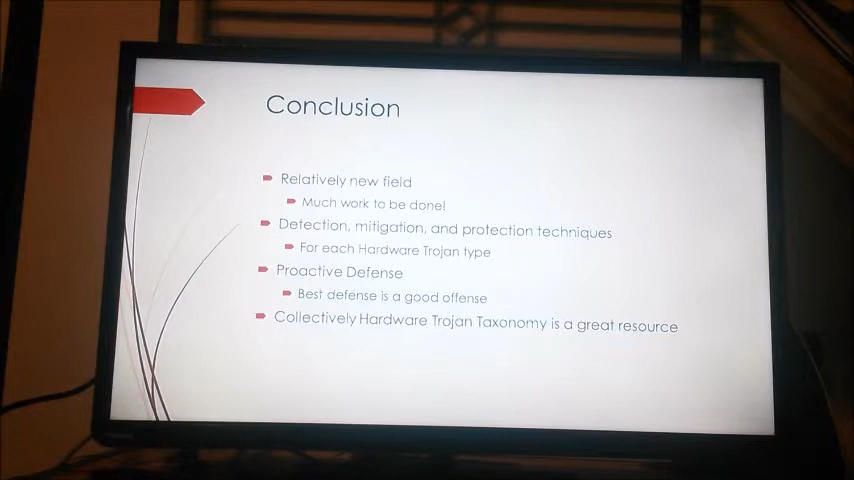 Conclusion
Relatively new field
Much work to be done!
Detection, mitigation, and protection techniques
For each Hardware Trojan type
Proactive Defense
Best defense is a good offense
Collectively Hardware Trojan Taxonomy is a great resource